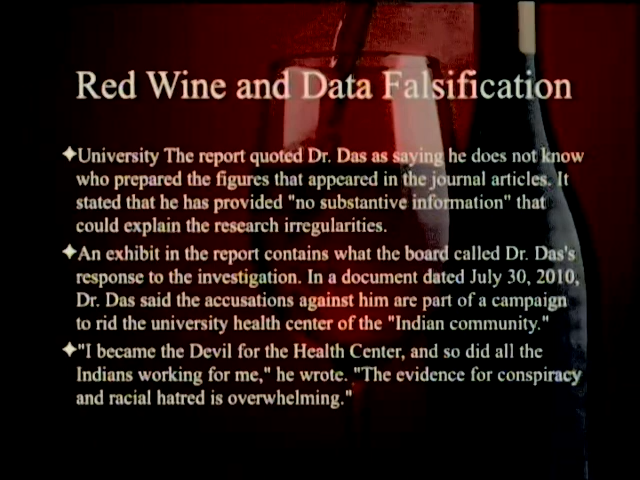 Red Wine and Data Falsification
✦University The report quoted Dr. Das as saying he does not know
who prepared the figures that appeared in the journal articles. It
stated that he has provided "no substantive information" that
could explain the research irregularities.
✦An exhibit in the report contains what the board called Dr. Das's
response to the investigation. In a document dated July 30, 2010,
Dr. Das said the accusations against him are part of a campaign
to rid the university health center of the "Indian community."
✦"I became the Devil for the Health Center, and so did all the
Indians working for me," he wrote. "The evidence for conspiracy
and racial hatred is overwhelming."